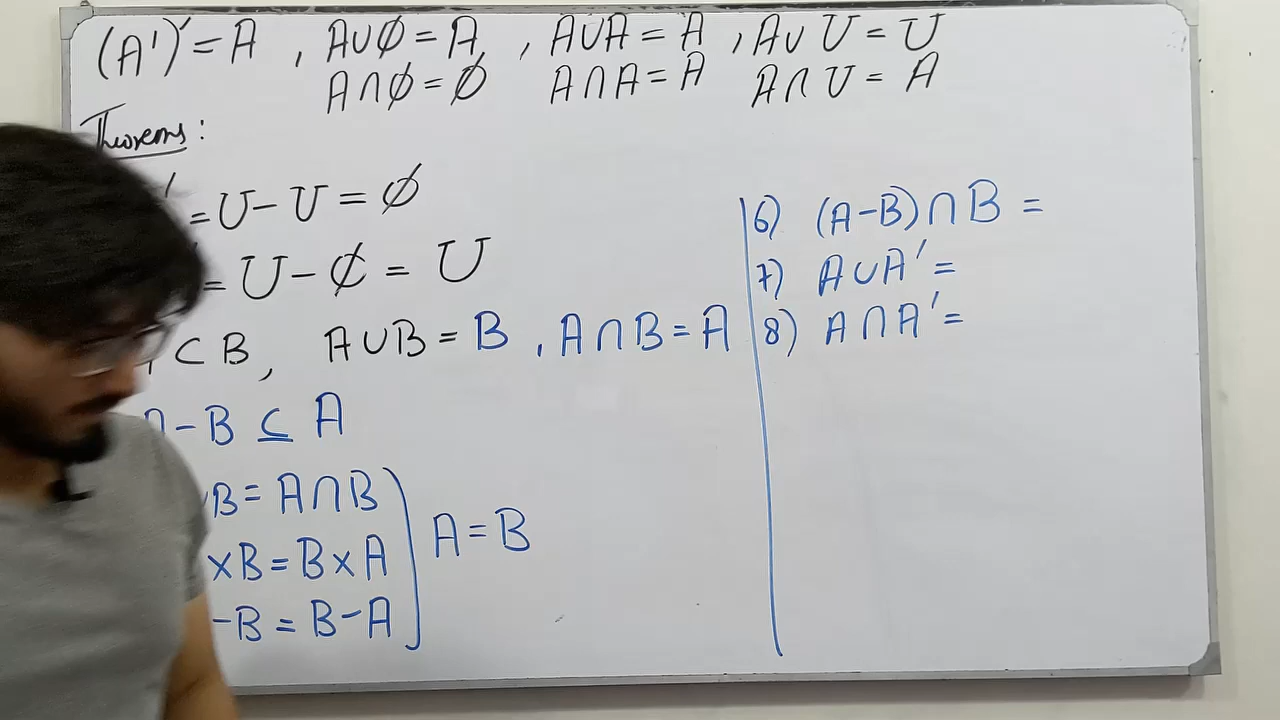 (A')' = A , A∪∅ = A , A∪A = A , A∪U = U
A∩∅ = ∅ A∩A = A A∩U = A
Theorems :
' = U − U = ∅
= U − ∅ = U
⊂ B , A∪B = B , A∩B = A
A − B ⊆ A
B = A∩B
×B = B×A
−B = B−A
A = B
6) (A−B)∩B =
7) A∪A' =
8) A∩A' =